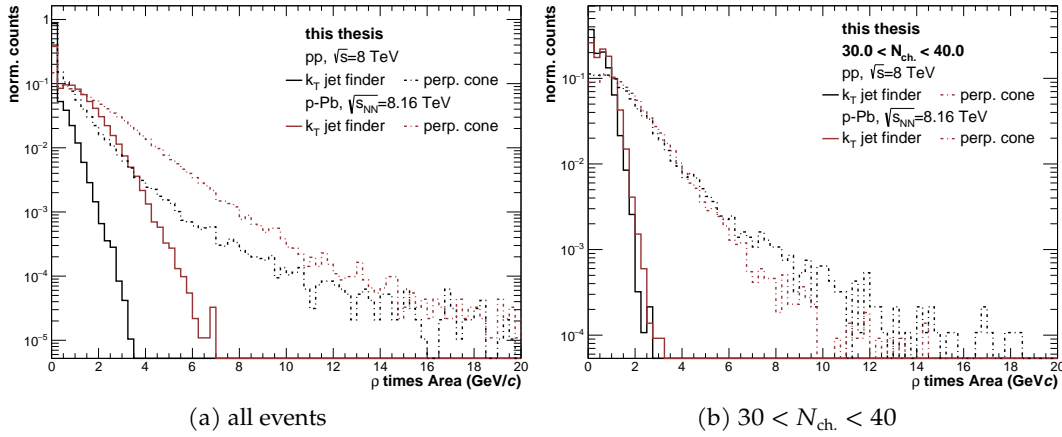 norm. counts
1
10⁻¹
10⁻²
10⁻³
10⁻⁴
10⁻⁵
this thesis
pp, √s=8 TeV
k_T jet finder perp. cone
p-Pb, √s_NN=8.16 TeV
k_T jet finder perp. cone
0 2 4 6 8 10 12 14 16 18 20
ρ times Area (GeV/c)
(a) all events
norm. counts
10⁻¹
10⁻²
10⁻³
10⁻⁴
this thesis
30.0 < N_ch. < 40.0
pp, √s=8 TeV
k_T jet finder perp. cone
p-Pb, √s_NN=8.16 TeV
k_T jet finder perp. cone
0 2 4 6 8 10 12 14 16 18 20
ρ times Area (GeVc)
(b) 30 < N_ch. < 40